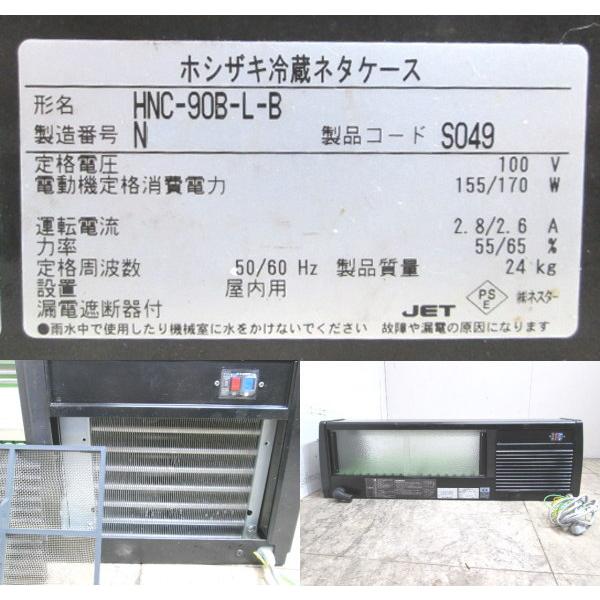 ホシザキ冷蔵ネタケース
形名 HNC-90B-L-B
製造番号 N 製品コード S049
定格電圧 100 V
電動機定格消費電力 155/170 W
運転電流 2.8/2.6 A
力率 55/65 %
定格周波数 50/60 Hz 製品質量 24 kg
設置 屋内用
漏電遮断器付 JET PSE ㈱ネスター
●雨水中で使用したり機械室に水をかけないでください 故障や漏電の原因になります